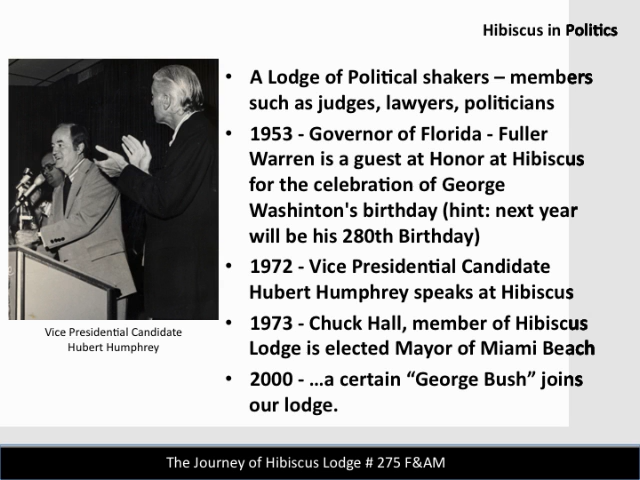 Hibiscus in Politics
• A Lodge of Political shakers – members
such as judges, lawyers, politicians
• 1953 - Governor of Florida - Fuller
Warren is a guest at Honor at Hibiscus
for the celebration of George
Washinton's birthday (hint: next year
will be his 280th Birthday)
• 1972 - Vice Presidential Candidate
Hubert Humphrey speaks at Hibiscus
• 1973 - Chuck Hall, member of Hibiscus
Lodge is elected Mayor of Miami Beach
• 2000 - …a certain “George Bush” joins
our lodge.
Vice Presidential Candidate
Hubert Humphrey
The Journey of Hibiscus Lodge # 275 F&AM